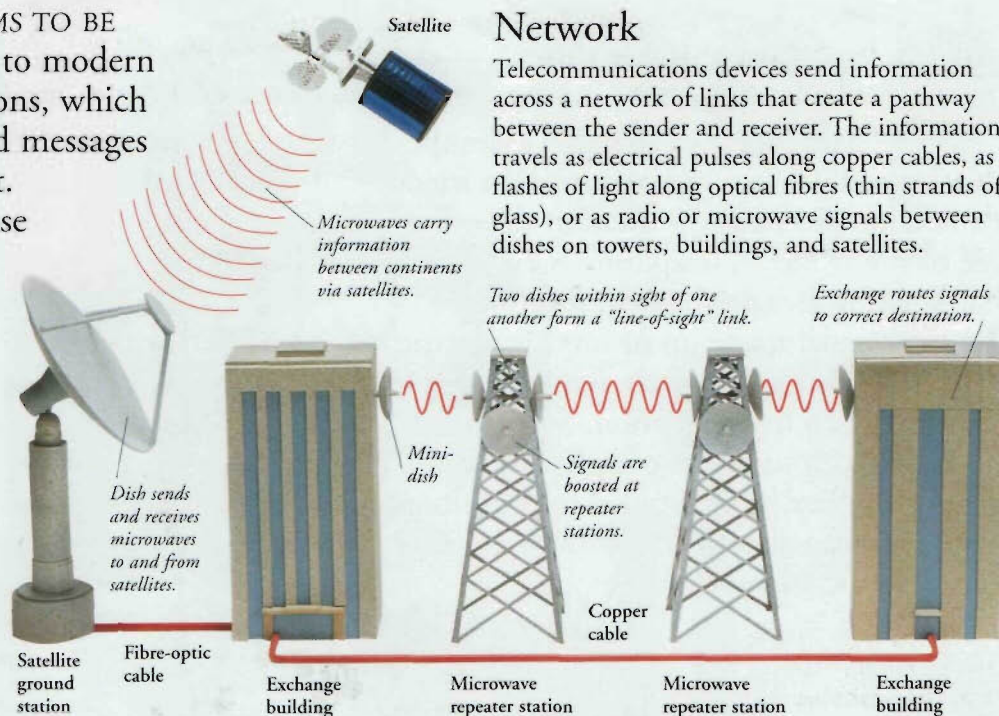 MS TO BE
to modern
ons, which
d messages
t.
se
Satellite
Network
Telecommunications devices send information
across a network of links that create a pathway
between the sender and receiver. The information
travels as electrical pulses along copper cables, as
flashes of light along optical fibres (thin strands of
glass), or as radio or microwave signals between
dishes on towers, buildings, and satellites.
Microwaves carry
information
between continents
via satellites.
Two dishes within sight of one
another form a "line-of-sight" link.
Exchange routes signals
to correct destination.
Mini-
dish
Signals are
boosted at
repeater
stations.
Dish sends
and receives
microwaves
to and from
satellites.
Copper
cable
Satellite
ground
station
Fibre-optic
cable
Exchange
building
Microwave
repeater station
Microwave
repeater station
Exchange
building